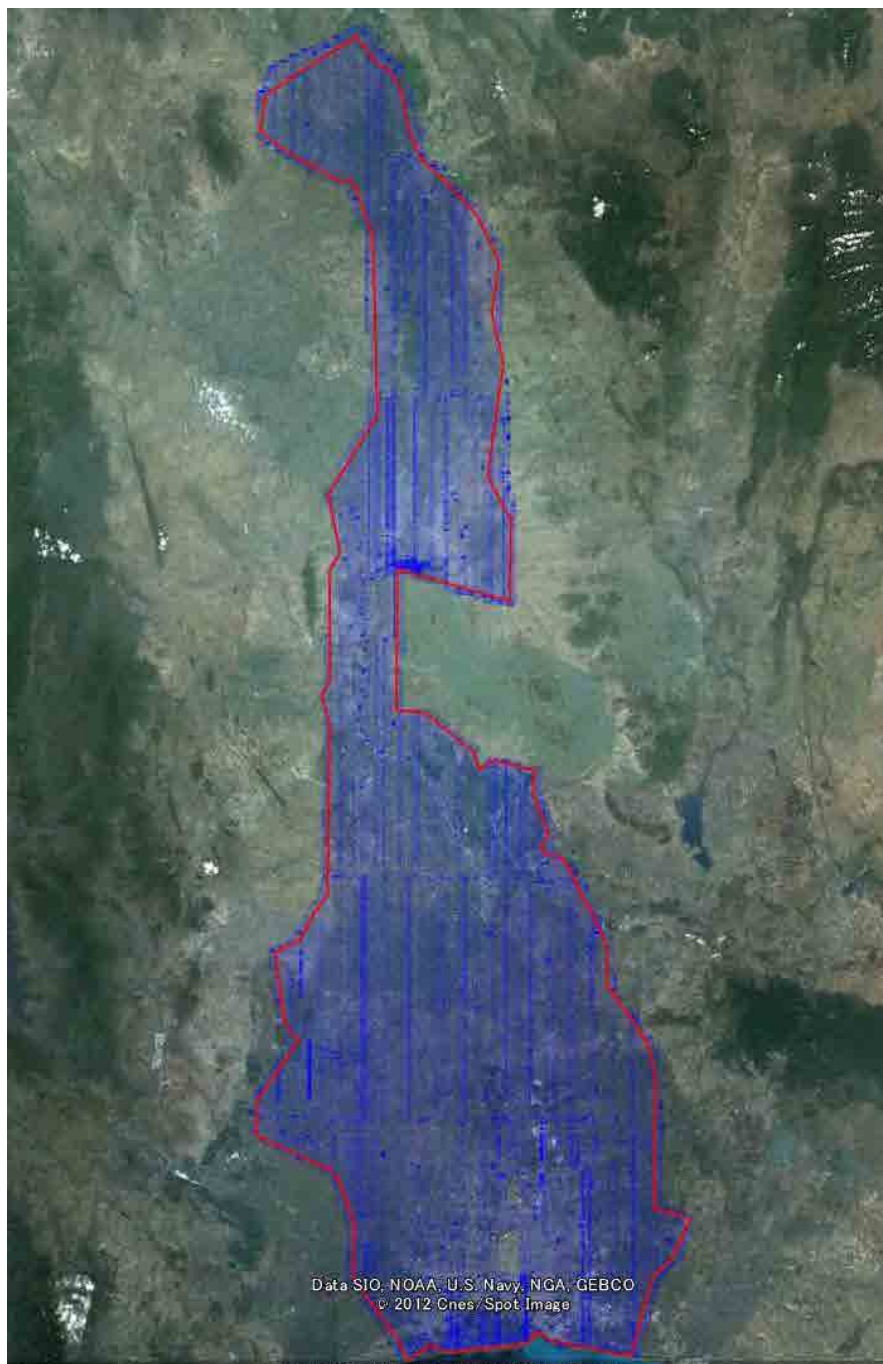 Data SIO, NOAA, U.S. Navy, NGA, GEBCO
© 2012 Cnes/Spot Image